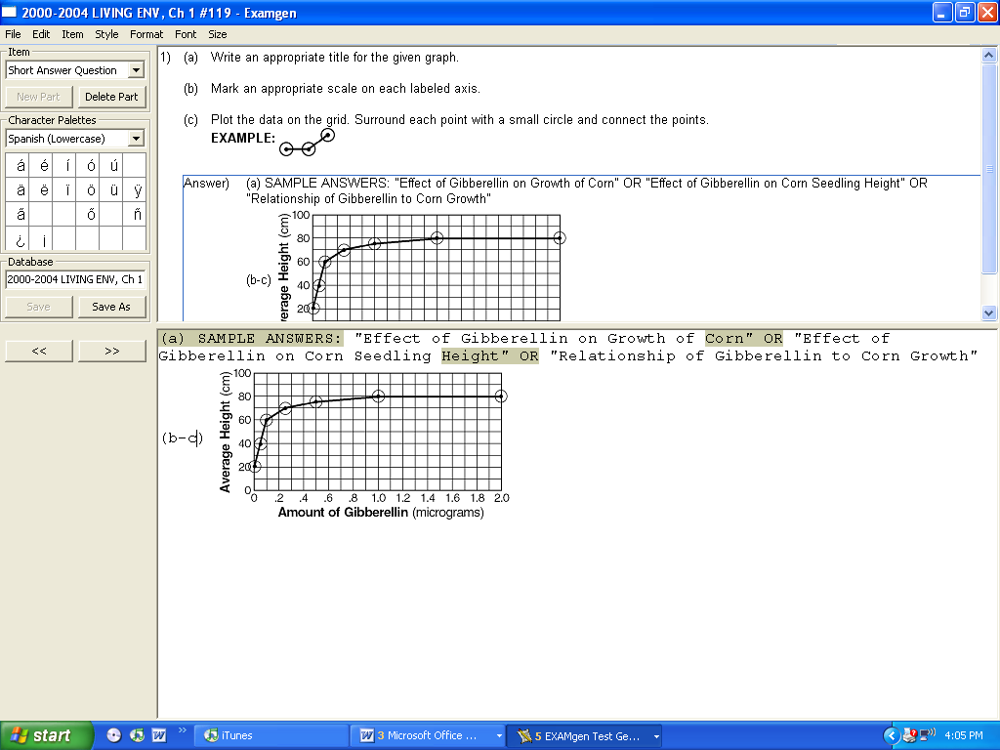 2000-2004 LIVING ENV, Ch 1 #119 - Examgen
File Edit Item Style Format Font Size
Item
Short Answer Question
New Part Delete Part
Character Palettes
Spanish (Lowercase)
á é í ó ú
ä ë ï ö ü ÿ
ã õ ñ
¿ ¡
Database
2000-2004 LIVING ENV, Ch 1
Save Save As
<< >>
1) (a) Write an appropriate title for the given graph.
(b) Mark an appropriate scale on each labeled axis.
(c) Plot the data on the grid. Surround each point with a small circle and connect the points.
EXAMPLE:
Answer) (a) SAMPLE ANSWERS: "Effect of Gibberellin on Growth of Corn" OR "Effect of Gibberellin on Corn Seedling Height" OR
"Relationship of Gibberellin to Corn Growth"
(b-c)
verage Height (cm)
100
80
60
40
20
(a) SAMPLE ANSWERS: "Effect of Gibberellin on Growth of Corn" OR "Effect of
Gibberellin on Corn Seedling Height" OR "Relationship of Gibberellin to Corn Growth"
(b-c)
Average Height (cm)
100
80
60
40
20
0
0 .2 .4 .6 .8 1.0 1.2 1.4 1.6 1.8 2.0
Amount of Gibberellin (micrograms)
start » iTunes 3 Microsoft Office ... 5 EXAMgen Test Ge... 4:05 PM